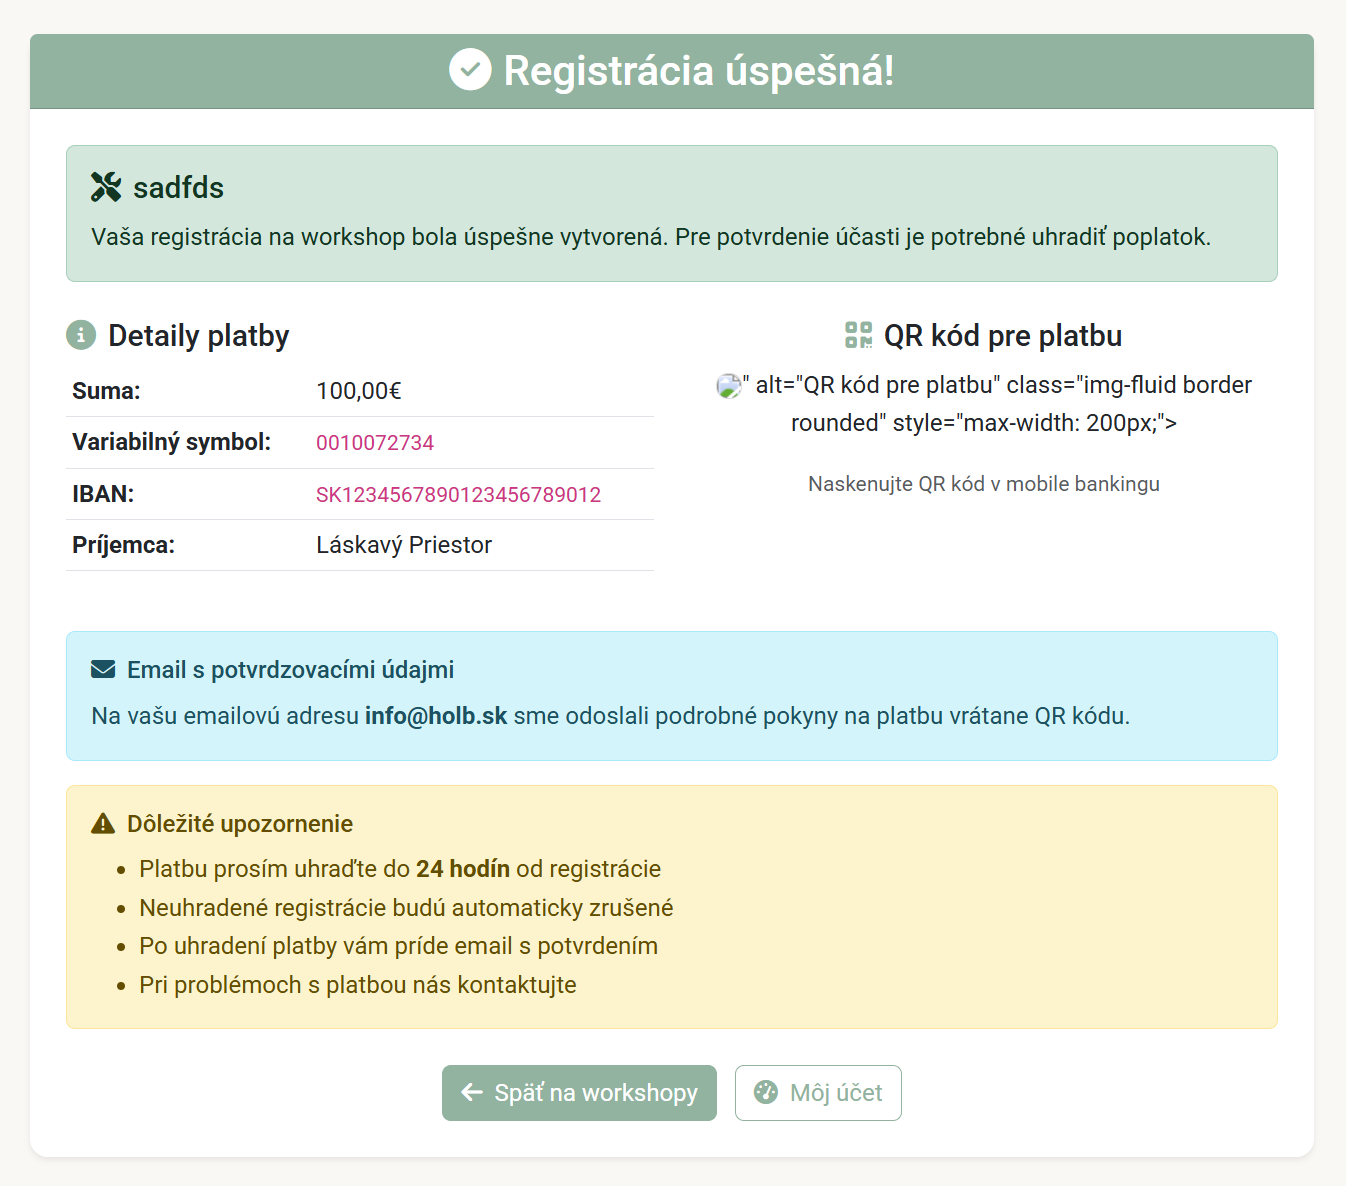 Registrácia úspešná!
sadfds
Vaša registrácia na workshop bola úspešne vytvorená. Pre potvrdenie účasti je potrebné uhradiť poplatok.
Detaily platby
Suma: 100,00€
Variabilný symbol: 0010072734
IBAN: SK1234567890123456789012
Príjemca: Láskavý Priestor
QR kód pre platbu
" alt="QR kód pre platbu" class="img-fluid border
rounded" style="max-width: 200px;">
Naskenujte QR kód v mobile bankingu
Email s potvrdzovacími údajmi
Na vašu emailovú adresu info@holb.sk sme odoslali podrobné pokyny na platbu vrátane QR kódu.
Dôležité upozornenie
• Platbu prosím uhraďte do 24 hodín od registrácie
• Neuhradené registrácie budú automaticky zrušené
• Po uhradení platby vám príde email s potvrdením
• Pri problémoch s platbou nás kontaktujte
Späť na workshopy
Môj účet